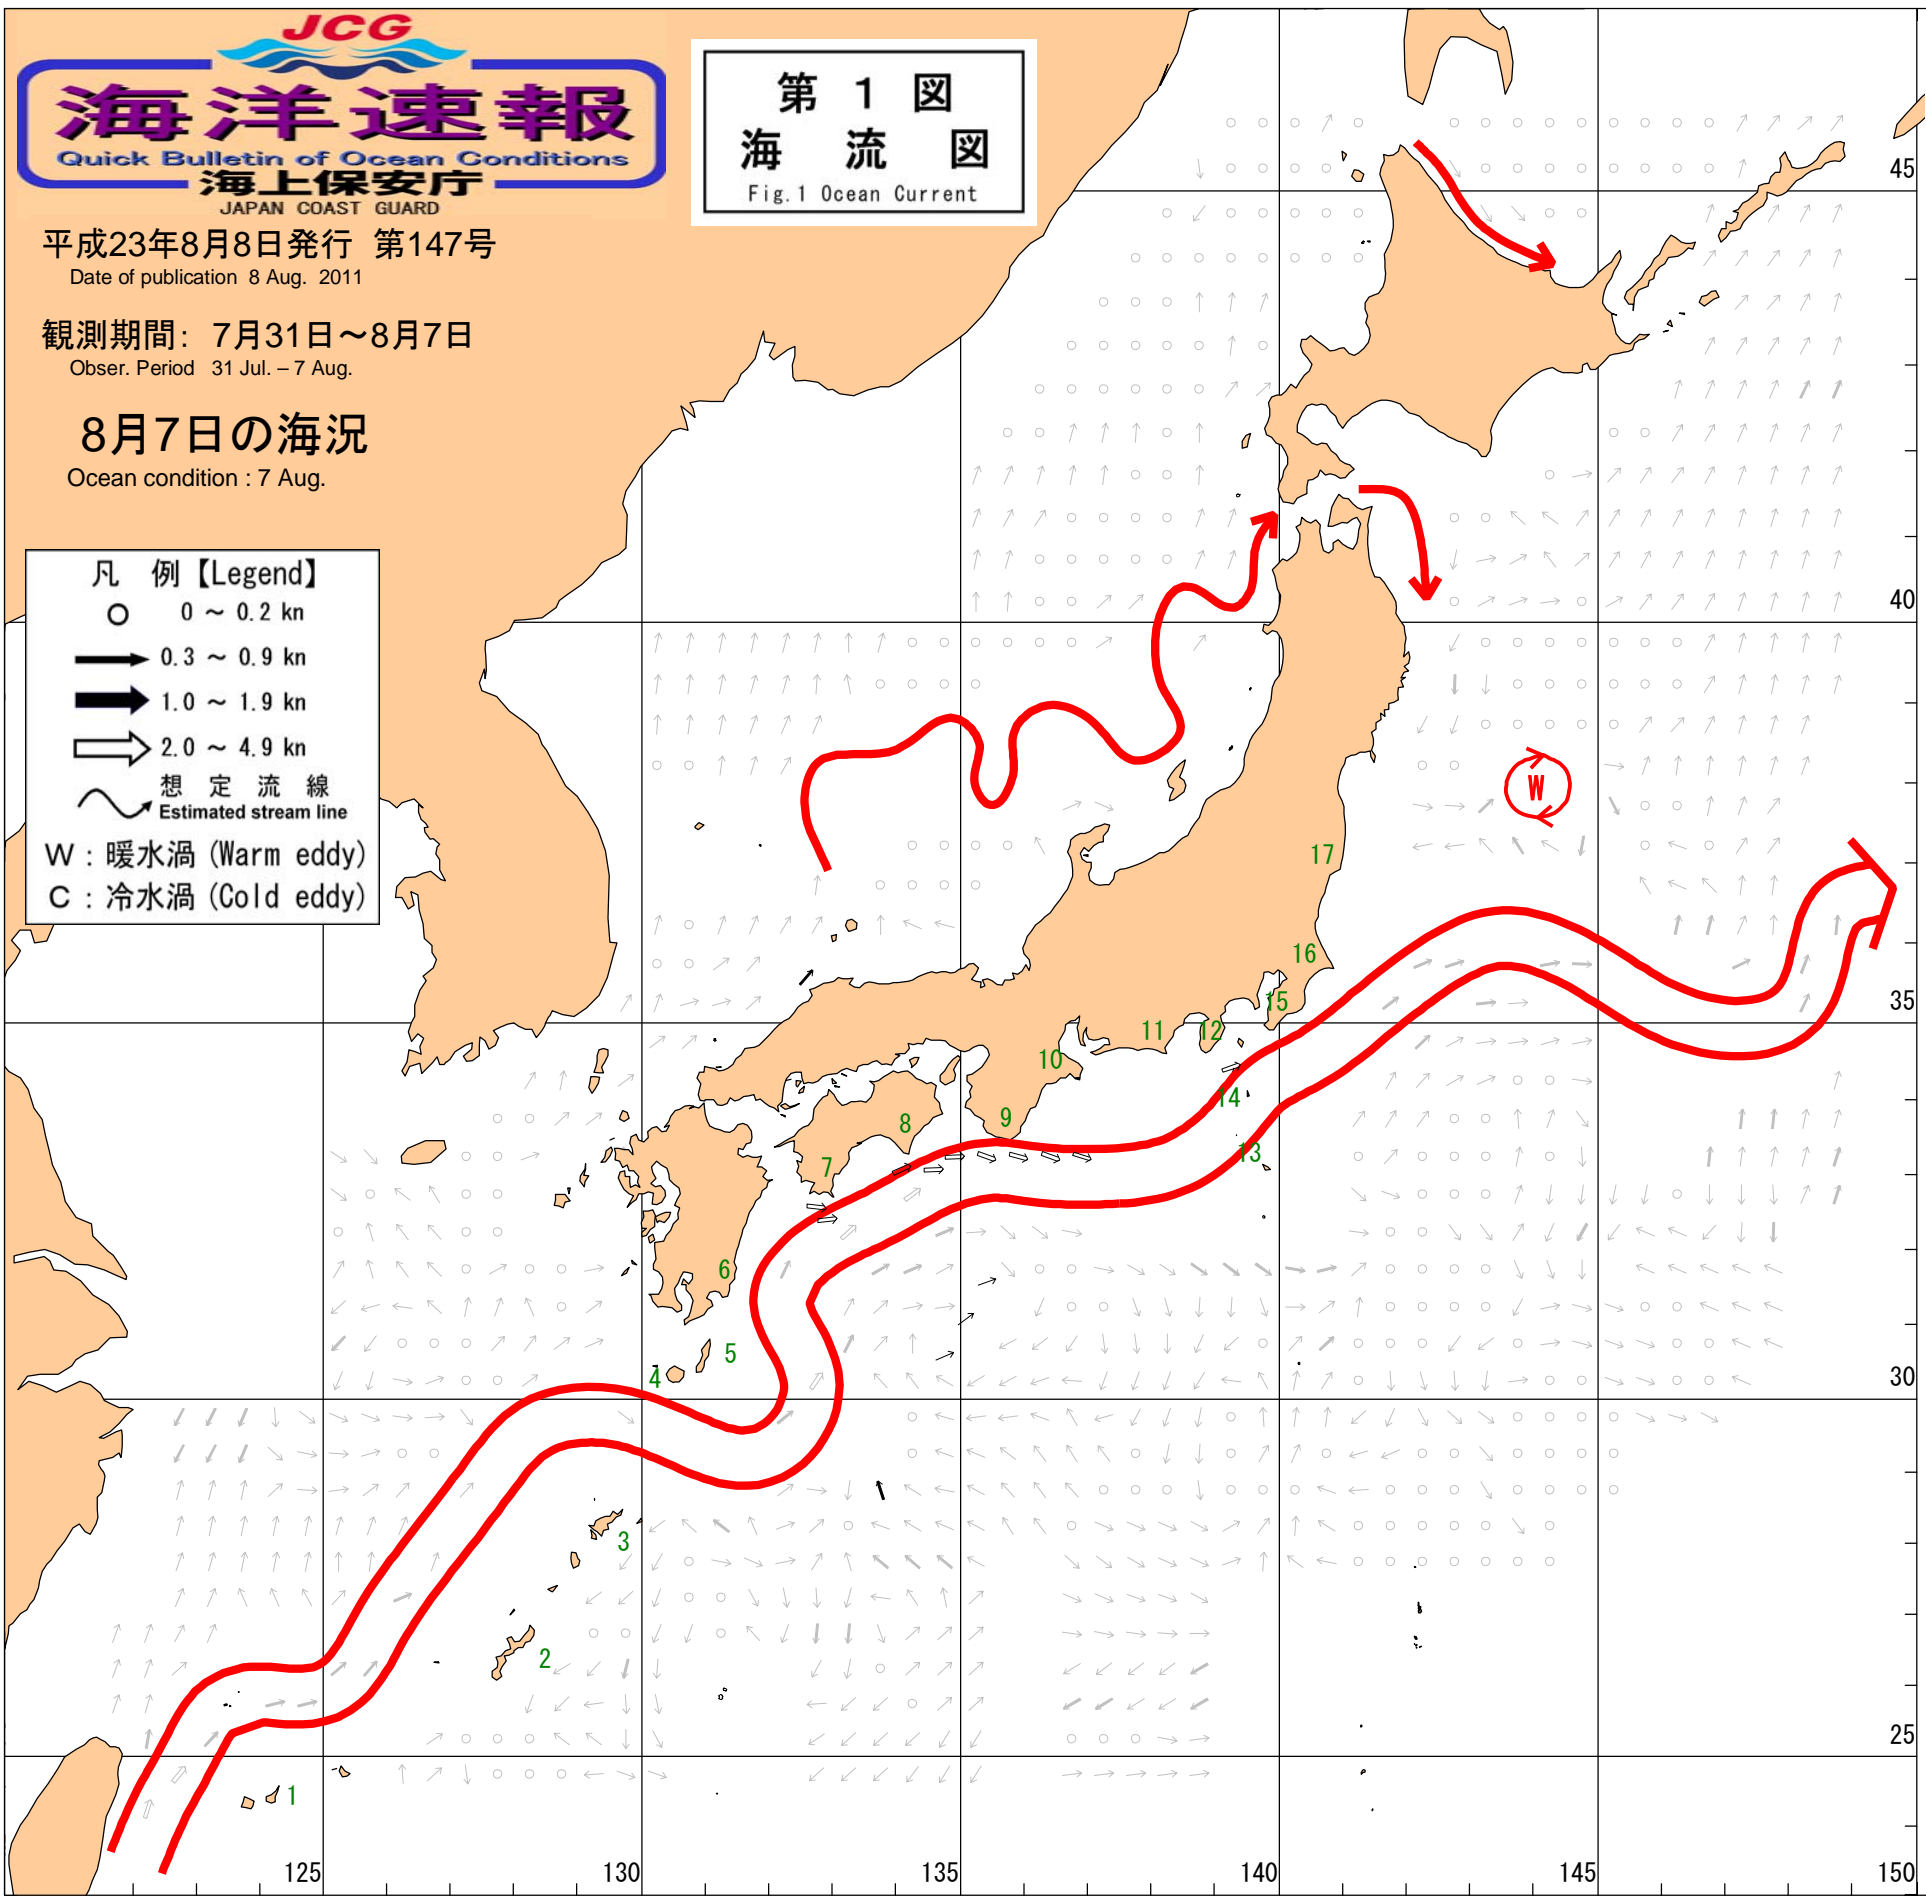 JCG
海洋速報
Quick Bulletin of Ocean Conditions
海上保安庁
JAPAN COAST GUARD
第 1 図
海 流 図
Fig.1 Ocean Current
平成23年8月8日発行 第147号
Date of publication 8 Aug. 2011
観測期間: 7月31日～8月7日
Obser. Period 31 Jul. – 7 Aug.
8月7日の海況
Ocean condition : 7 Aug.
凡 例【Legend】
0 ～ 0.2 kn
0.3 ～ 0.9 kn
1.0 ～ 1.9 kn
2.0 ～ 4.9 kn
想 定 流 線
Estimated stream line
W : 暖水渦 (Warm eddy)
C : 冷水渦 (Cold eddy)
45
40
W
17
16
35
15
12
11
10
14
9
8
13
7
6
5
4
30
3
2
25
1
125
130
135
140
145
150